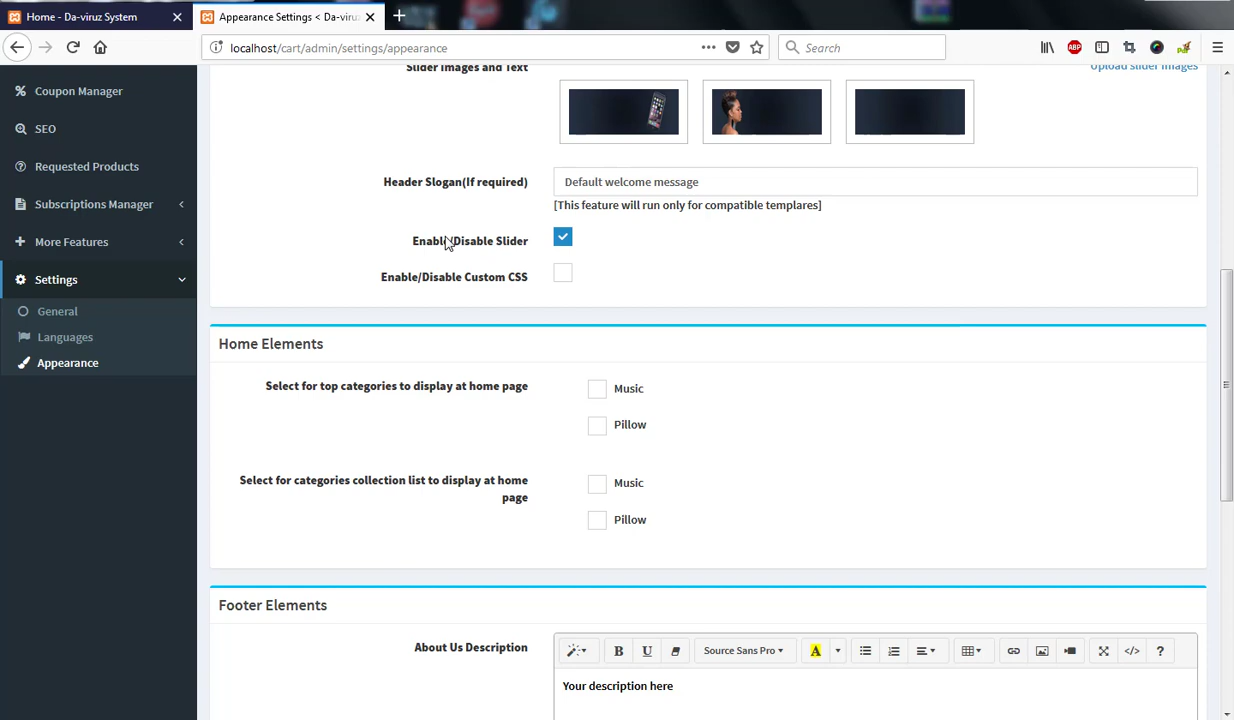 Home - Da-viruz System
Appearance Settings < Da-viru
localhost/cart/admin/settings/appearance
Search
ABP
Slider Images and Text
Upload slider images
Coupon Manager
SEO
Requested Products
Subscriptions Manager
More Features
Settings
General
Languages
Appearance
Header Slogan(If required)
Default welcome message
[This feature will run only for compatible templares]
Enable/Disable Slider
Enable/Disable Custom CSS
Home Elements
Select for top categories to display at home page
Music
Pillow
Select for categories collection list to display at home
page
Music
Pillow
Footer Elements
About Us Description
B U Source Sans Pro A </> ?
Your description here